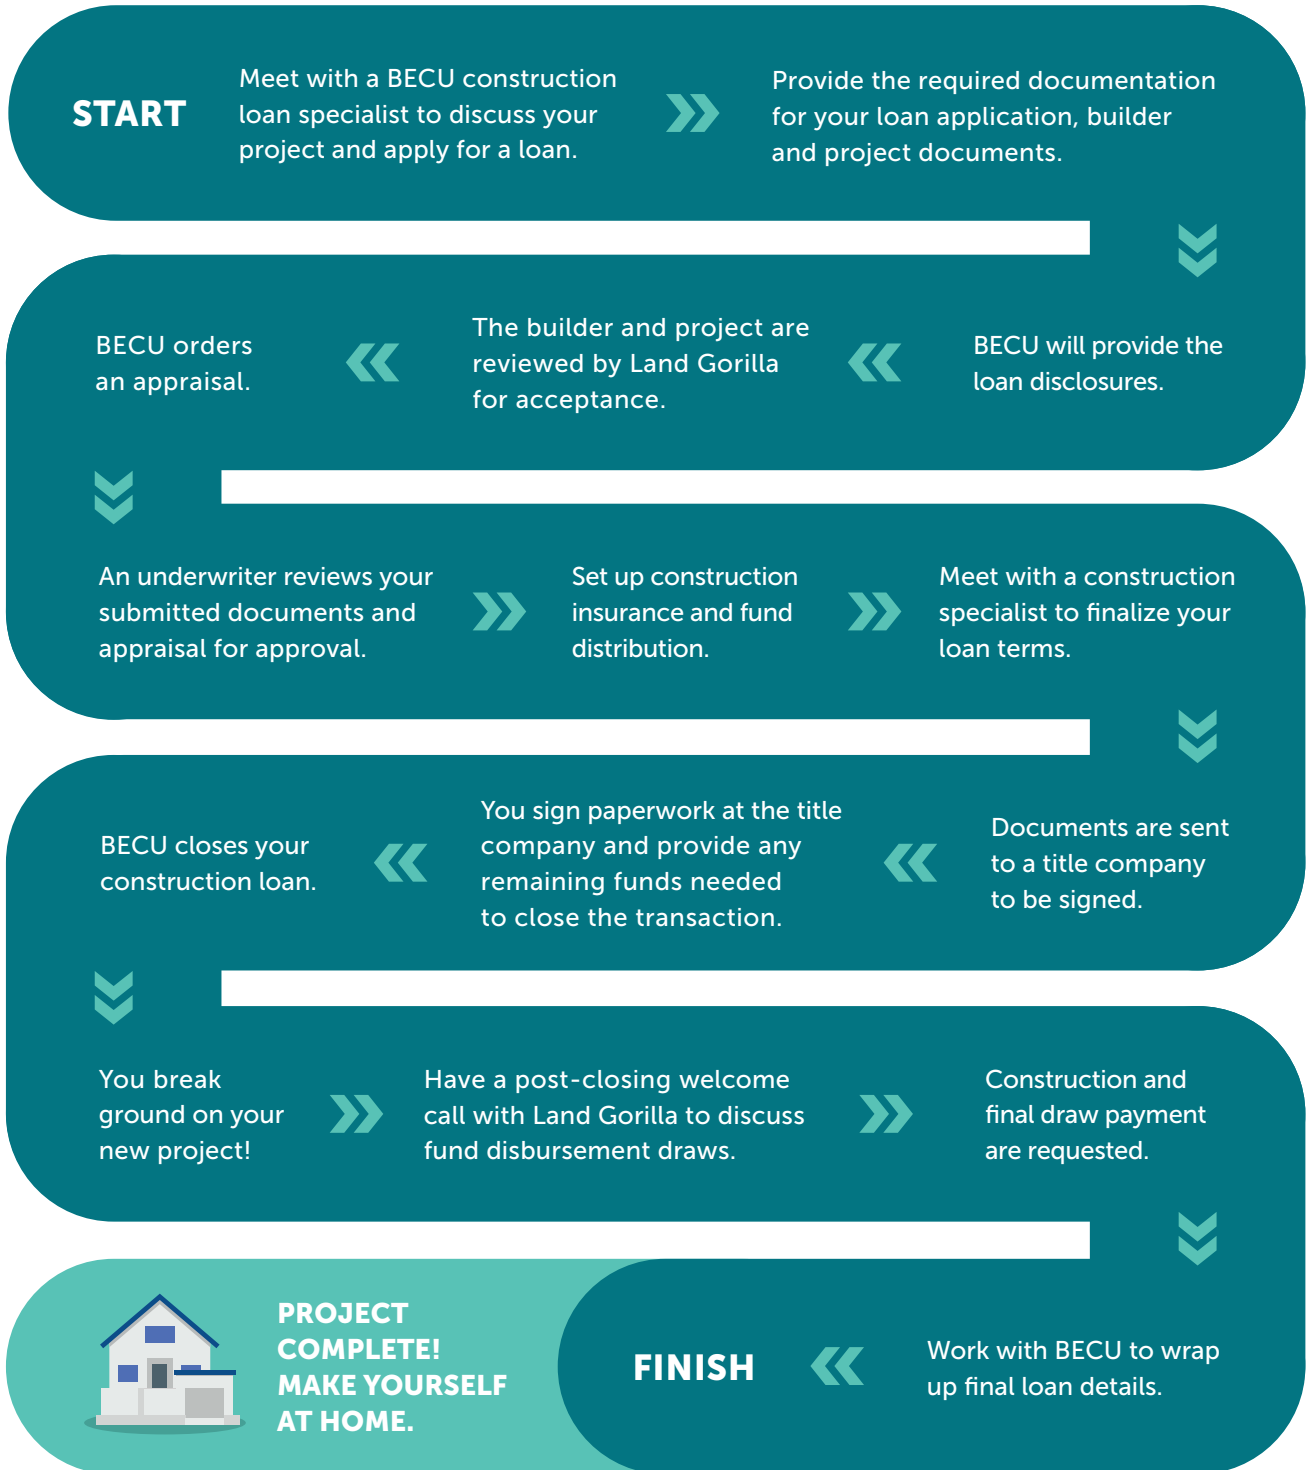 START
Meet with a BECU construction
loan specialist to discuss your
project and apply for a loan.
Provide the required documentation
for your loan application, builder
and project documents.
BECU will provide the
loan disclosures.
The builder and project are
reviewed by Land Gorilla
for acceptance.
BECU orders
an appraisal.
An underwriter reviews your
submitted documents and
appraisal for approval.
Set up construction
insurance and fund
distribution.
Meet with a construction
specialist to finalize your
loan terms.
Documents are sent
to a title company
to be signed.
You sign paperwork at the title
company and provide any
remaining funds needed
to close the transaction.
BECU closes your
construction loan.
You break
ground on your
new project!
Have a post-closing welcome
call with Land Gorilla to discuss
fund disbursement draws.
Construction and
final draw payment
are requested.
Work with BECU to wrap
up final loan details.
FINISH
PROJECT
COMPLETE!
MAKE YOURSELF
AT HOME.